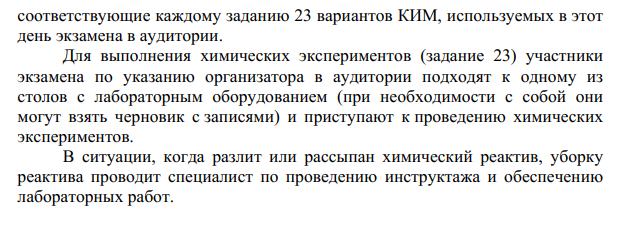 соответствующие каждому заданию 23 вариантов КИМ, используемых в этот
день экзамена в аудитории.
Для выполнения химических экспериментов (задание 23) участники
экзамена по указанию организатора в аудитории подходят к одному из
столов с лабораторным оборудованием (при необходимости с собой они
могут взять черновик с записями) и приступают к проведению химических
экспериментов.
В ситуации, когда разлит или рассыпан химический реактив, уборку
реактива проводит специалист по проведению инструктажа и обеспечению
лабораторных работ.